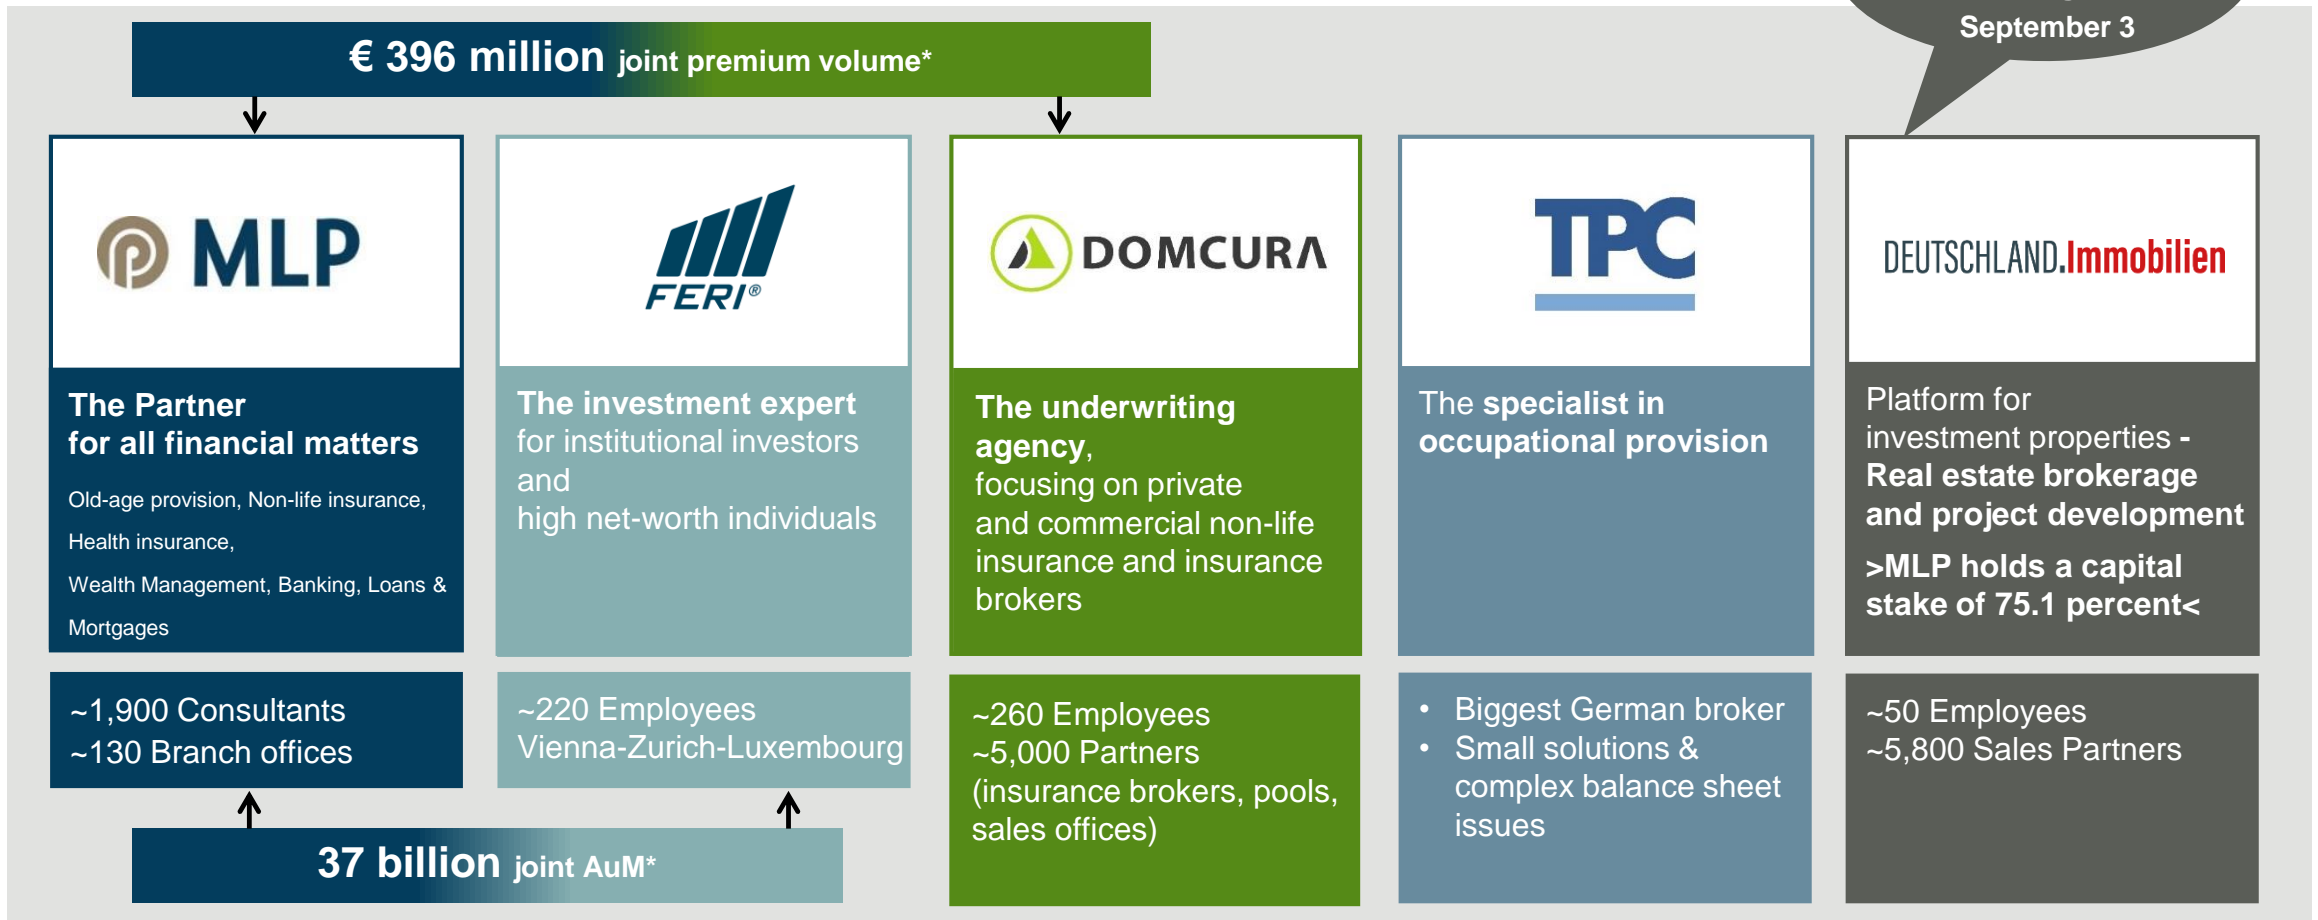 September 3
€ 396 million joint premium volume*
MLP
The Partner
for all financial matters
Old-age provision, Non-life insurance,
Health insurance,
Wealth Management, Banking, Loans &
Mortgages
~1,900 Consultants
~130 Branch offices
FERI®
The investment expert
for institutional investors
and
high net-worth individuals
~220 Employees
Vienna-Zurich-Luxembourg
37 billion joint AuM*
DOMCURA
The underwriting
agency,
focusing on private
and commercial non-life
insurance and insurance
brokers
~260 Employees
~5,000 Partners
(insurance brokers, pools,
sales offices)
TPC
The specialist in
occupational provision
• Biggest German broker
• Small solutions &
complex balance sheet
issues
DEUTSCHLAND.Immobilien
Platform for
investment properties -
Real estate brokerage
and project development
>MLP holds a capital
stake of 75.1 percent<
~50 Employees
~5,800 Sales Partners